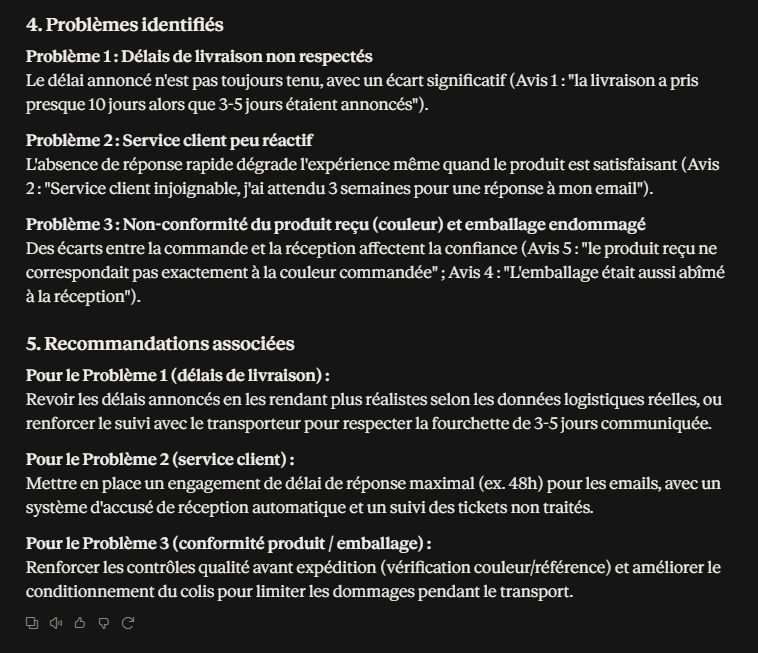 4. Problèmes identifiés
Problème 1 : Délais de livraison non respectés
Le délai annoncé n'est pas toujours tenu, avec un écart significatif (Avis 1 : "la livraison a pris
presque 10 jours alors que 3-5 jours étaient annoncés").
Problème 2 : Service client peu réactif
L'absence de réponse rapide dégrade l'expérience même quand le produit est satisfaisant (Avis
2 : "Service client injoignable, j'ai attendu 3 semaines pour une réponse à mon email").
Problème 3 : Non-conformité du produit reçu (couleur) et emballage endommagé
Des écarts entre la commande et la réception affectent la confiance (Avis 5 : "le produit reçu ne
correspondait pas exactement à la couleur commandée" ; Avis 4 : "L'emballage était aussi abîmé
à la réception").
5. Recommandations associées
Pour le Problème 1 (délais de livraison) :
Revoir les délais annoncés en les rendant plus réalistes selon les données logistiques réelles, ou
renforcer le suivi avec le transporteur pour respecter la fourchette de 3-5 jours communiquée.
Pour le Problème 2 (service client) :
Mettre en place un engagement de délai de réponse maximal (ex. 48h) pour les emails, avec un
système d'accusé de réception automatique et un suivi des tickets non traités.
Pour le Problème 3 (conformité produit / emballage) :
Renforcer les contrôles qualité avant expédition (vérification couleur/référence) et améliorer le
conditionnement du colis pour limiter les dommages pendant le transport.